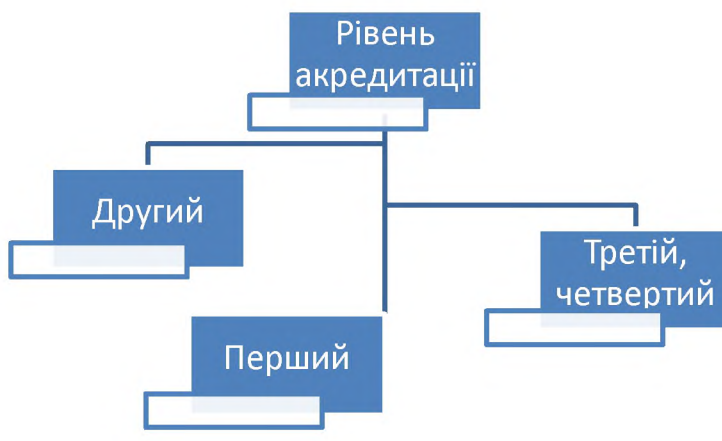 Рівень
акредитації
Другий
Третій,
четвертий
Перший